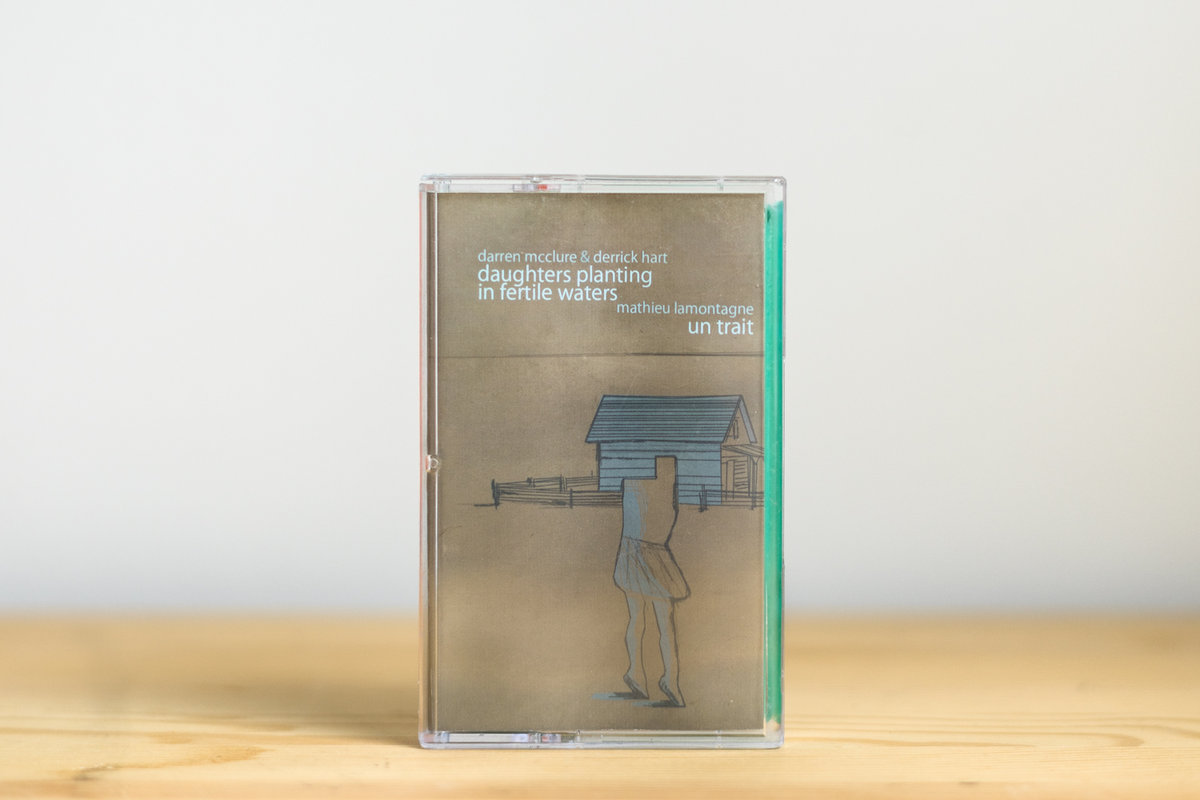 darren mcclure & derrick hart
daughters planting
in fertile waters
mathieu lamontagne
un trait